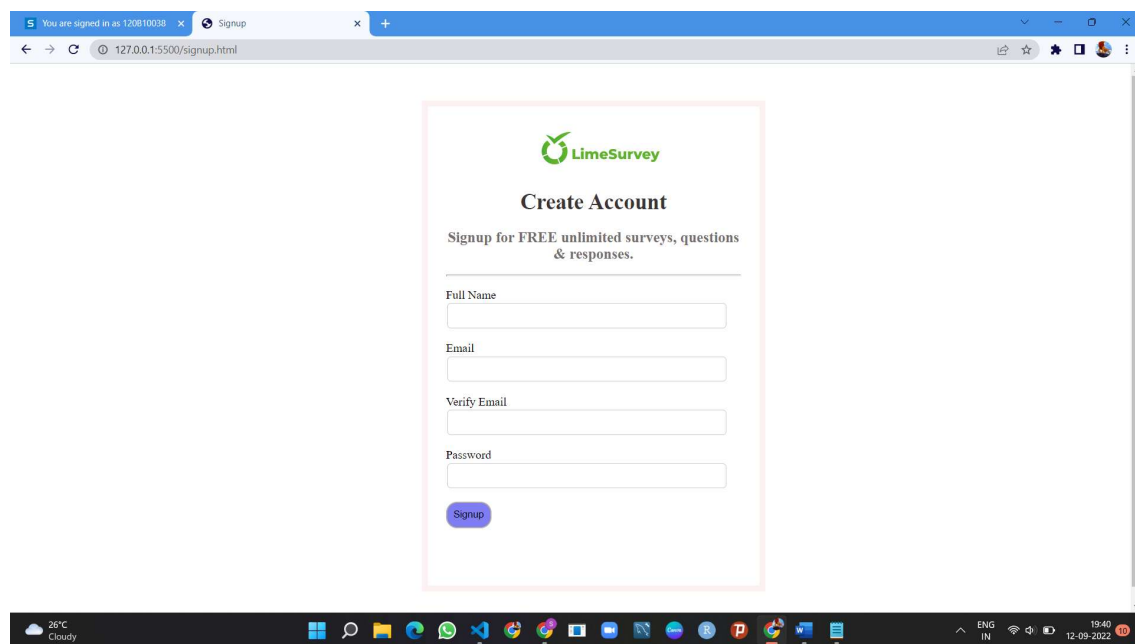 S You are signed in as 120B10038
Signup
127.0.0.1:5500/signup.html
LimeSurvey
Create Account
Signup for FREE unlimited surveys, questions
& responses.
Full Name
Email
Verify Email
Password
Signup
26°C
Cloudy
ENG
IN
19:40
12-09-2022
10